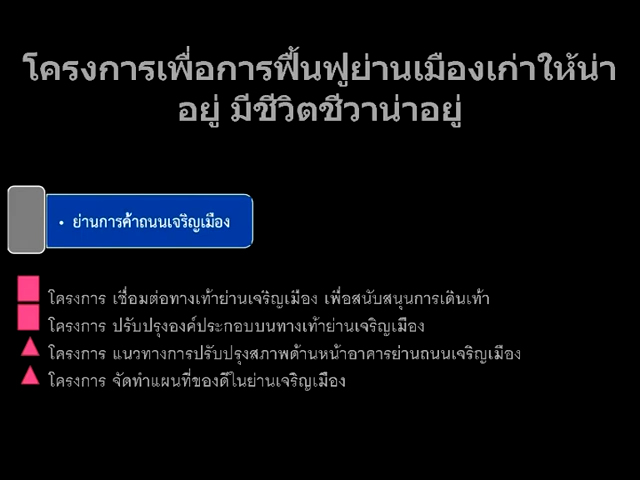 โครงการเพื่อการฟื้นฟูย่านเมืองเก่าให้น่า
อยู่ มีชีวิตชีวาน่าอยู่
• ย่านการค้าถนนเจริญเมือง
โครงการ เชื่อมต่อทางเท้าย่านเจริญเมือง เพื่อสนับสนุนการเดินเท้า
โครงการ ปรับปรุงองค์ประกอบบนทางเท้าย่านเจริญเมือง
โครงการ แนวทางการปรับปรุงสภาพด้านหน้าอาคารย่านถนนเจริญเมือง
โครงการ จัดทำแผนที่ของดีในย่านเจริญเมือง